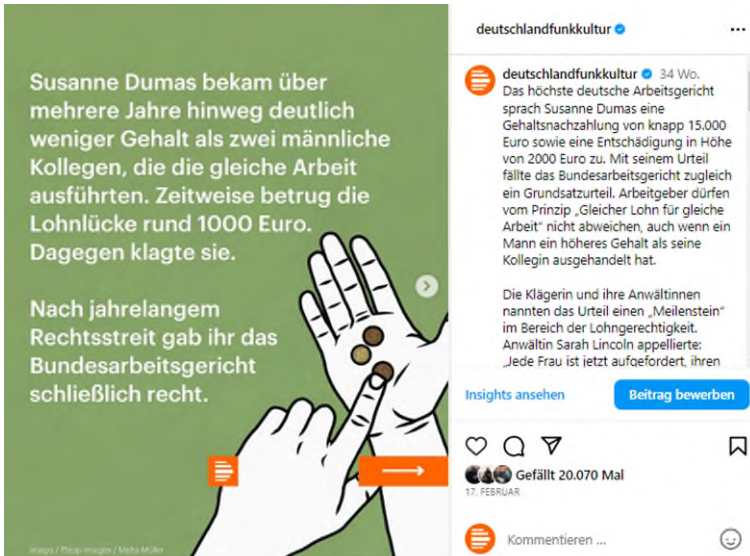 Susanne Dumas bekam über
mehrere Jahre hinweg deutlich
weniger Gehalt als zwei männliche
Kollegen, die die gleiche Arbeit
ausführten. Zeitweise betrug die
Lohnlücke rund 1000 Euro.
Dagegen klagte sie.
Nach jahrelangem
Rechtsstreit gab ihr das
Bundesarbeitsgericht
schließlich recht.
imago / Pitopia images / Malte Müller
deutschlandfunkkultur
deutschlandfunkkultur 34 Wo.
Das höchste deutsche Arbeitsgericht
sprach Susanne Dumas eine
Gehaltsnachzahlung von knapp 15.000
Euro sowie eine Entschädigung in Höhe
von 2000 Euro zu. Mit seinem Urteil
fällte das Bundesarbeitsgericht zugleich
ein Grundsatzurteil. Arbeitgeber dürfen
vom Prinzip „Gleicher Lohn für gleiche
Arbeit" nicht abweichen, auch wenn ein
Mann ein höheres Gehalt als seine
Kollegin ausgehandelt hat.
Die Klägerin und ihre Anwältinnen
nannten das Urteil einen „Meilenstein"
im Bereich der Lohngerechtigkeit.
Anwältin Sarah Lincoln appellierte:
„Jede Frau ist jetzt aufgefordert, ihren
Insights ansehen
Beitrag bewerben
Gefällt 20.070 Mal
17. FEBRUAR
Kommentieren ...